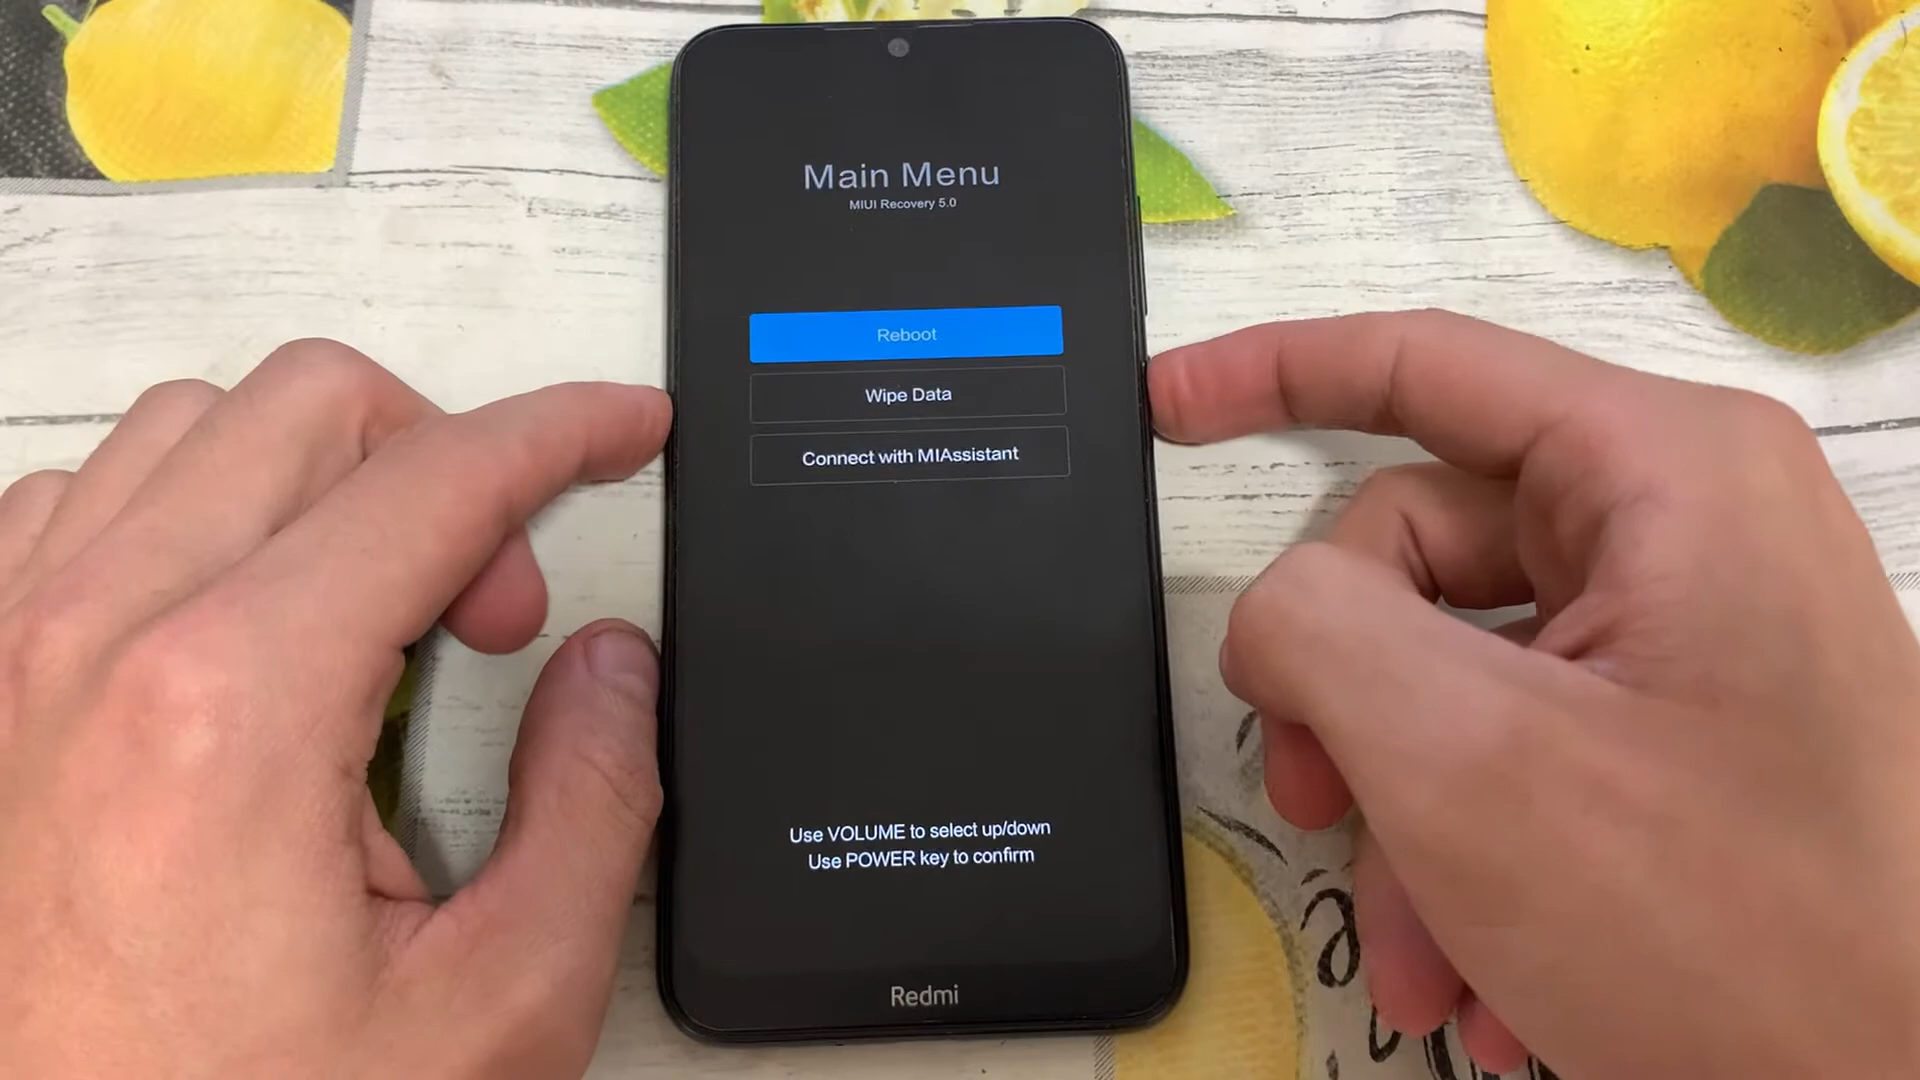 Main Menu
MIUI Recovery 5.0
Reboot
Wipe Data
Connect with MIAssistant
Use VOLUME to select up/down
Use POWER key to confirm
Redmi